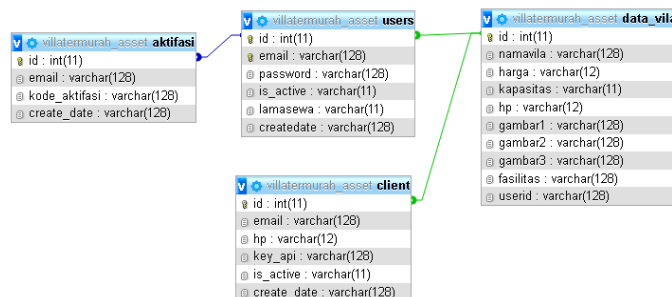 villatermurah_asset aktifasi
id : int(11)
email : varchar(128)
kode_aktifasi : varchar(128)
create_date : varchar(128)
villatermurah_asset users
id : int(11)
email : varchar(128)
password : varchar(128)
is_active : varchar(11)
lamasewa : varchar(11)
createdate : varchar(128)
villatermurah_asset data_vila
id : int(11)
namavila : varchar(128)
harga : varchar(12)
kapasitas : varchar(11)
hp : varchar(12)
gambar1 : varchar(128)
gambar2 : varchar(128)
gambar3 : varchar(128)
fasilitas : varchar(128)
userid : varchar(128)
villatermurah_asset client
id : int(11)
email : varchar(128)
hp : varchar(12)
key_api : varchar(128)
is_active : varchar(11)
create_date : varchar(128)